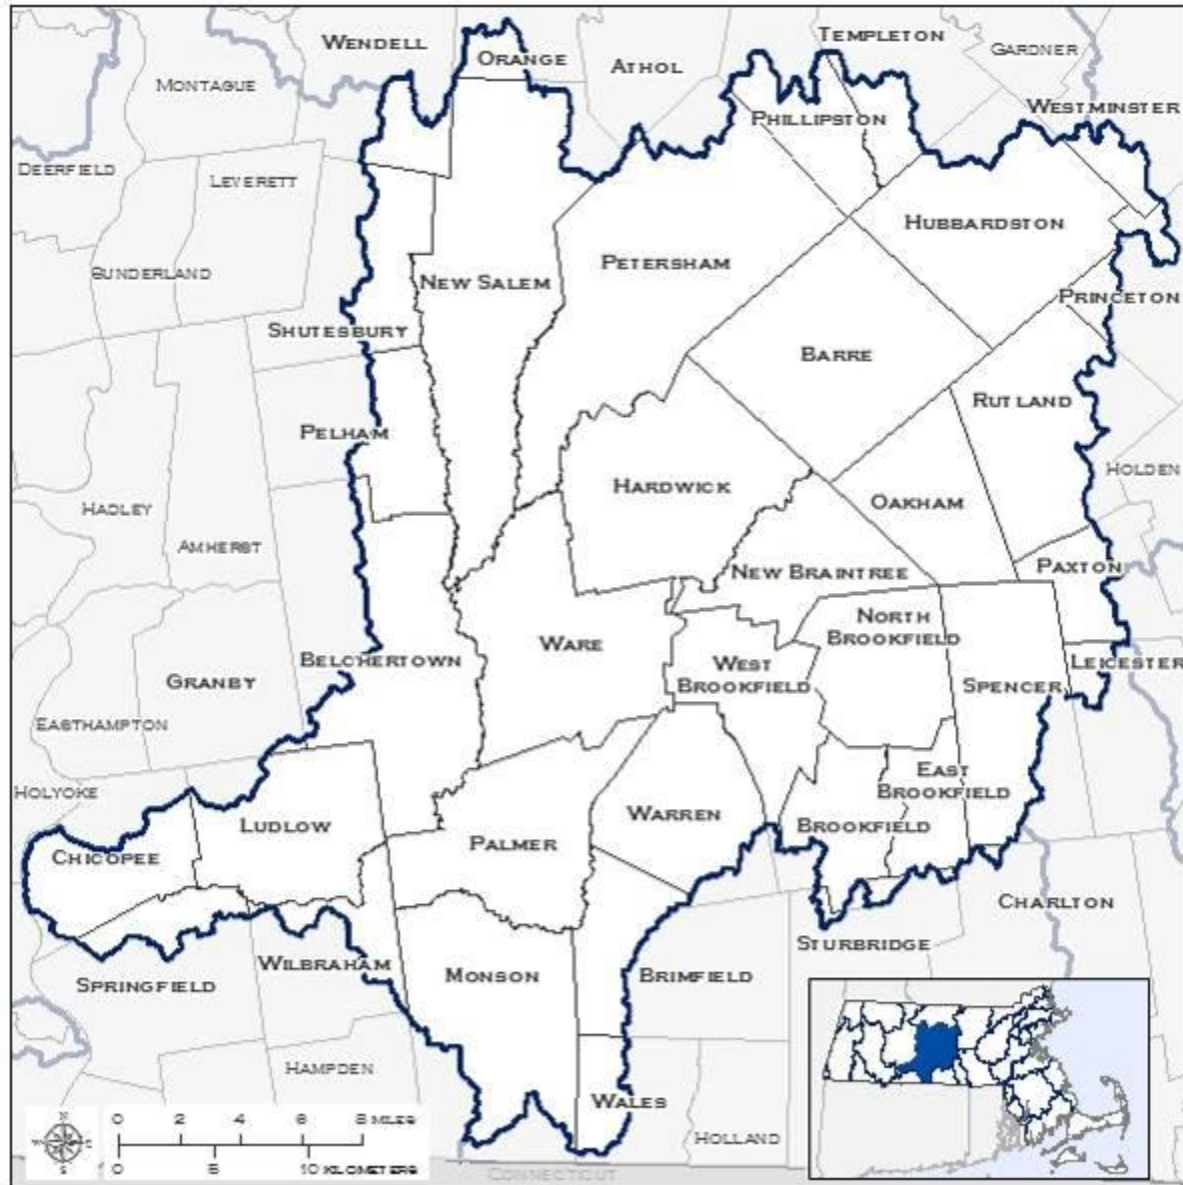 WENDELL
ORANGE
TEMPLETON
ATHOL
GARDNER
MONTAGUE
WESTMINSTER
PHILLIPSTON
DEERFIELD
LEVERETT
HUBBARDSTON
PETERSHAM
SUNDERLAND
NEW SALEM
PRINCETON
SHUTESBURY
BARRE
RUTLAND
PELHAM
HOLDEN
HARDWICK
OAKHAM
HADLEY
AMHERST
PAXTON
NEW BRAINTREE
NORTH
BROOKFIELD
WARE
BELCHERTOWN
WEST
BROOKFIELD
LEICESTER
GRANBY
SPENCER
EASTHAMPTON
EAST
BROOKFIELD
HOLYOKE
LUDLOW
WARREN
BROOKFIELD
PALMER
CHICOPEE
CHARLTON
STURBRIDGE
WILBRAHAM
MONSON
BRIMFIELD
SPRINGFIELD
HAMPDEN
WALES
HOLLAND
N
W E
S
0 2 4 6 8 MILES
0 5 10 KILOMETERS
CONNECTICUT